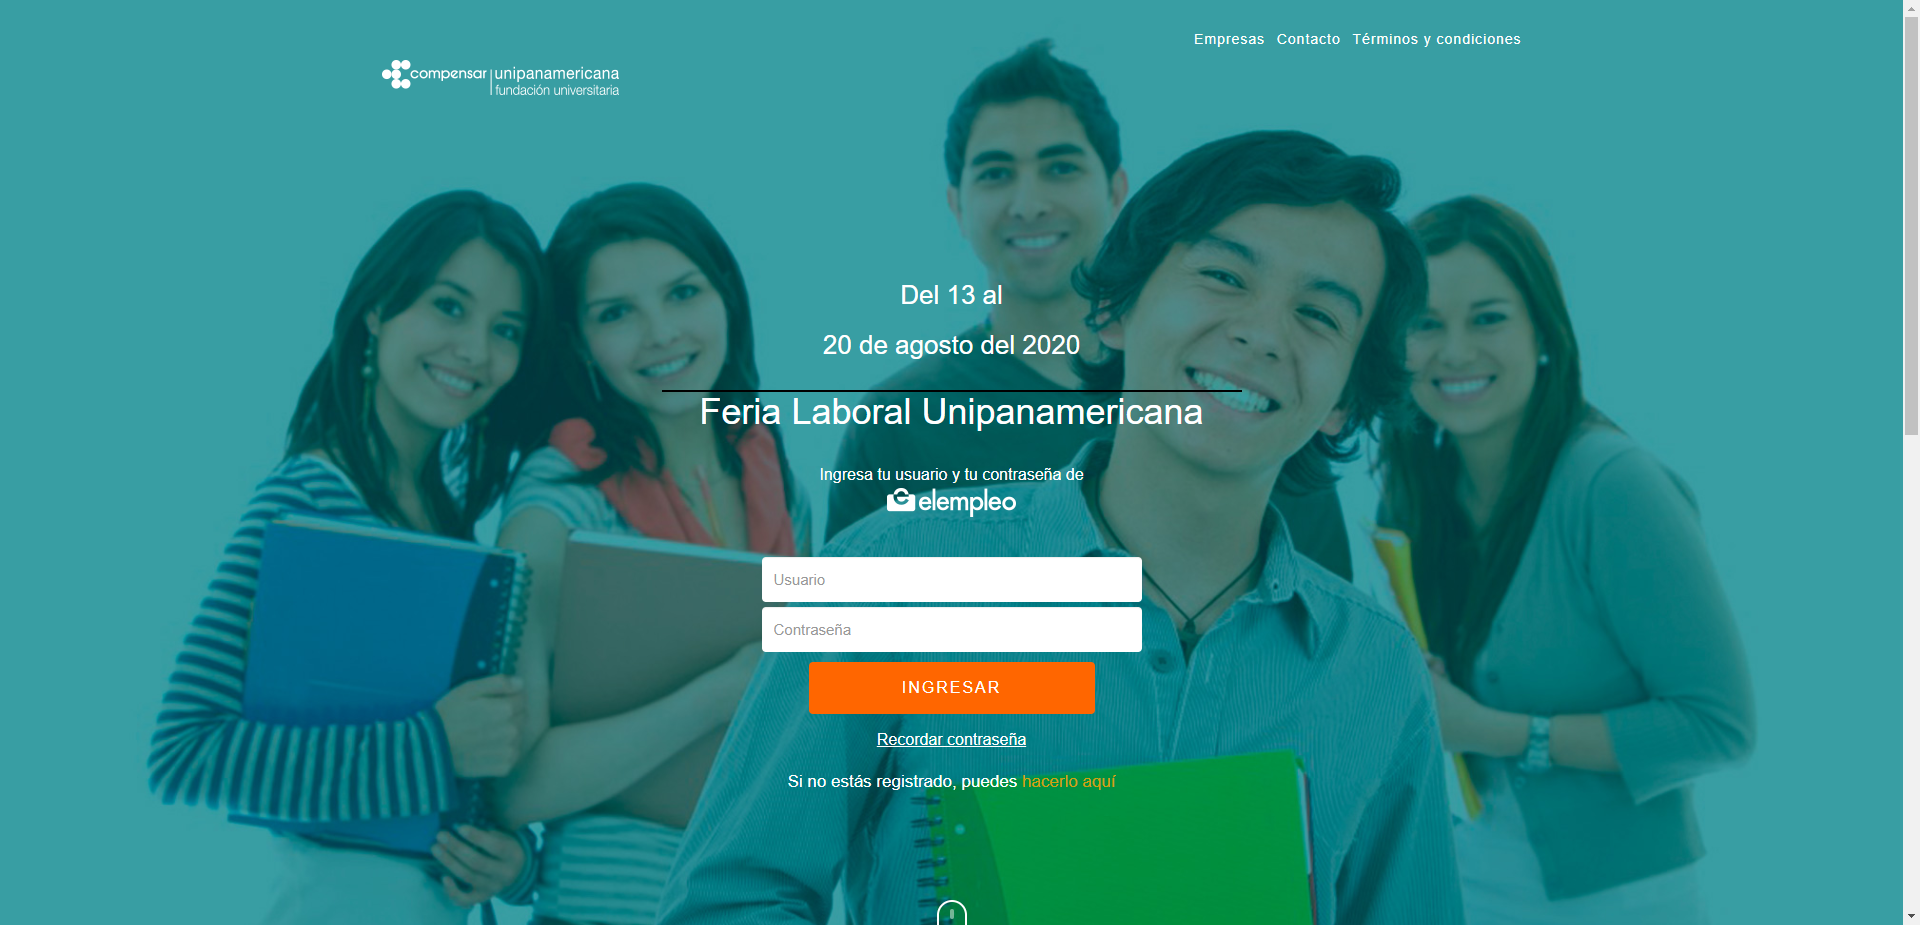 Empresas Contacto Términos y condiciones
compensar unipanamericana
fundación universitaria
Del 13 al
20 de agosto del 2020
Feria Laboral Unipanamericana
Ingresa tu usuario y tu contraseña de
elempleo
Usuario
Contraseña
INGRESAR
Recordar contraseña
Si no estás registrado, puedes hacerlo aquí